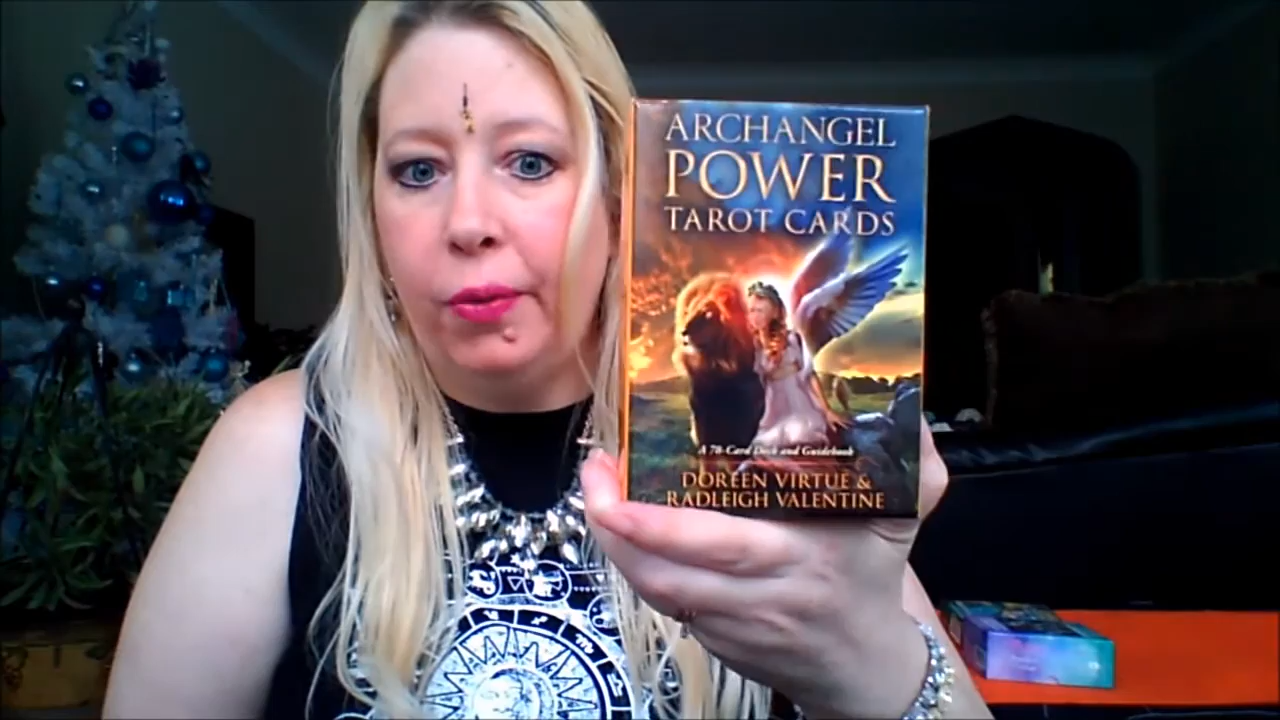 ARCHANGEL
POWER
TAROT CARDS
A 78-Card Deck and Guidebook
DOREEN VIRTUE &
RADLEIGH VALENTINE